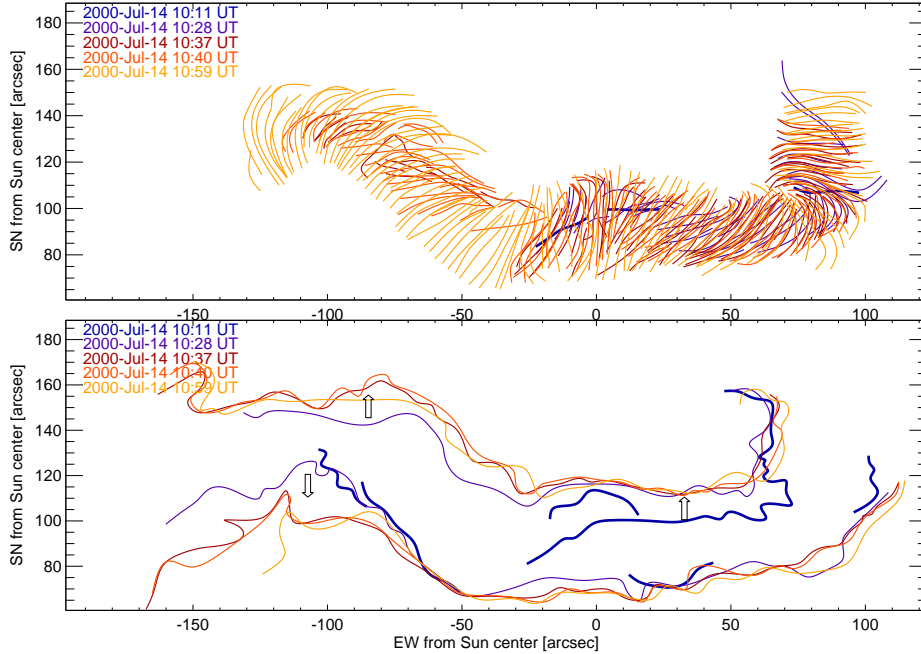 2000-Jul-14 10:11 UT
2000-Jul-14 10:28 UT
2000-Jul-14 10:37 UT
2000-Jul-14 10:40 UT
2000-Jul-14 10:59 UT
SN from Sun center [arcsec]
180
160
140
120
100
80
-150
-100
-50
0
50
100
2000-Jul-14 10:11 UT
2000-Jul-14 10:28 UT
2000-Jul-14 10:37 UT
2000-Jul-14 10:40 UT
2000-Jul-14 10:59 UT
SN from Sun center [arcsec]
180
160
140
120
100
80
-150
-100
-50
0
50
100
EW from Sun center [arcsec]